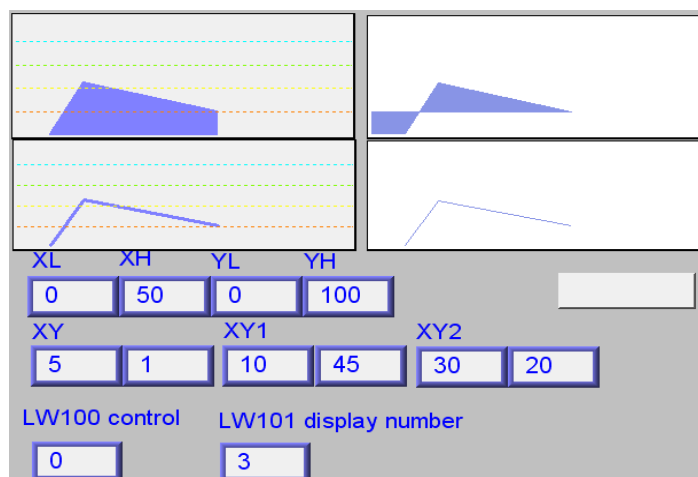 XL XH YL YH
0 50 0 100
XY XY1 XY2
5 1 10 45 30 20
LW100 control LW101 display number
0 3